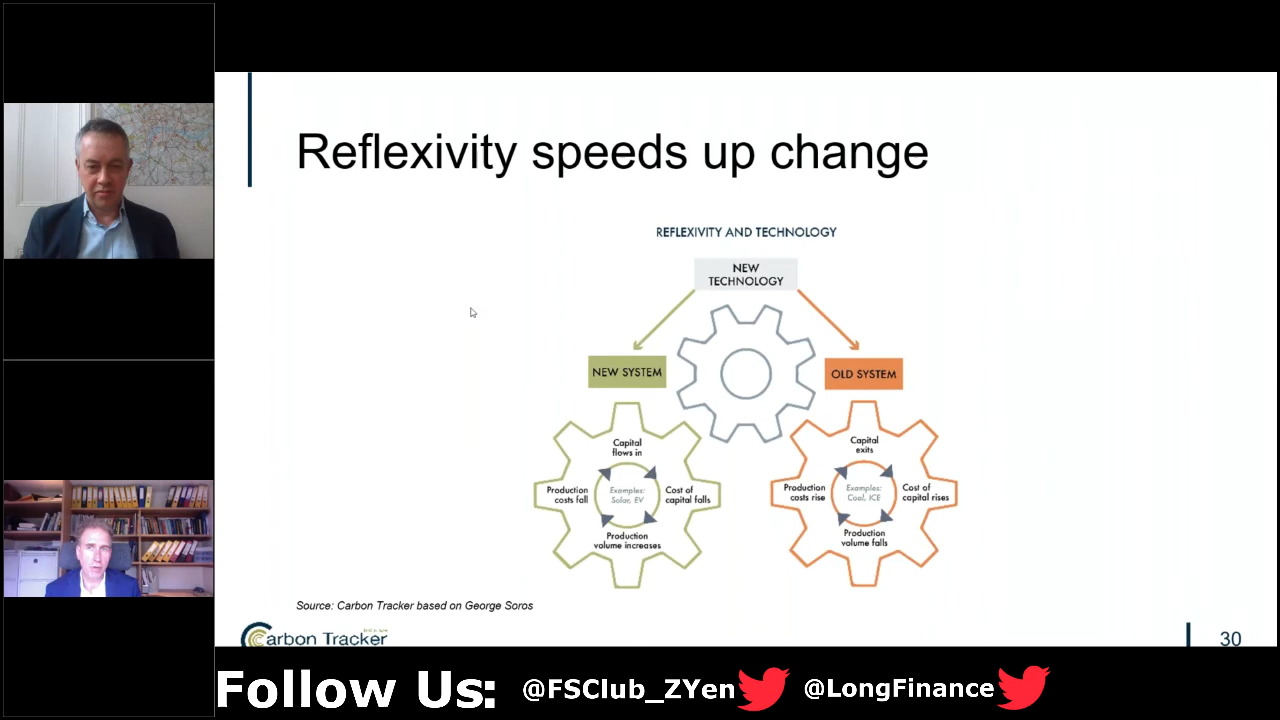 Reflexivity speeds up change
REFLEXIVITY AND TECHNOLOGY
NEW
TECHNOLOGY
NEW SYSTEM
OLD SYSTEM
Capital
flows in
Production
costs fall
Examples:
Solar, EV
Cost of
capital falls
Production
volume increases
Capital
exits
Production
costs rise
Examples:
Coal, ICE
Cost of
capital rises
Production
volume falls
Source: Carbon Tracker based on George Soros
Carbon Tracker
30
Follow Us: @FSClub_ZYen @LongFinance